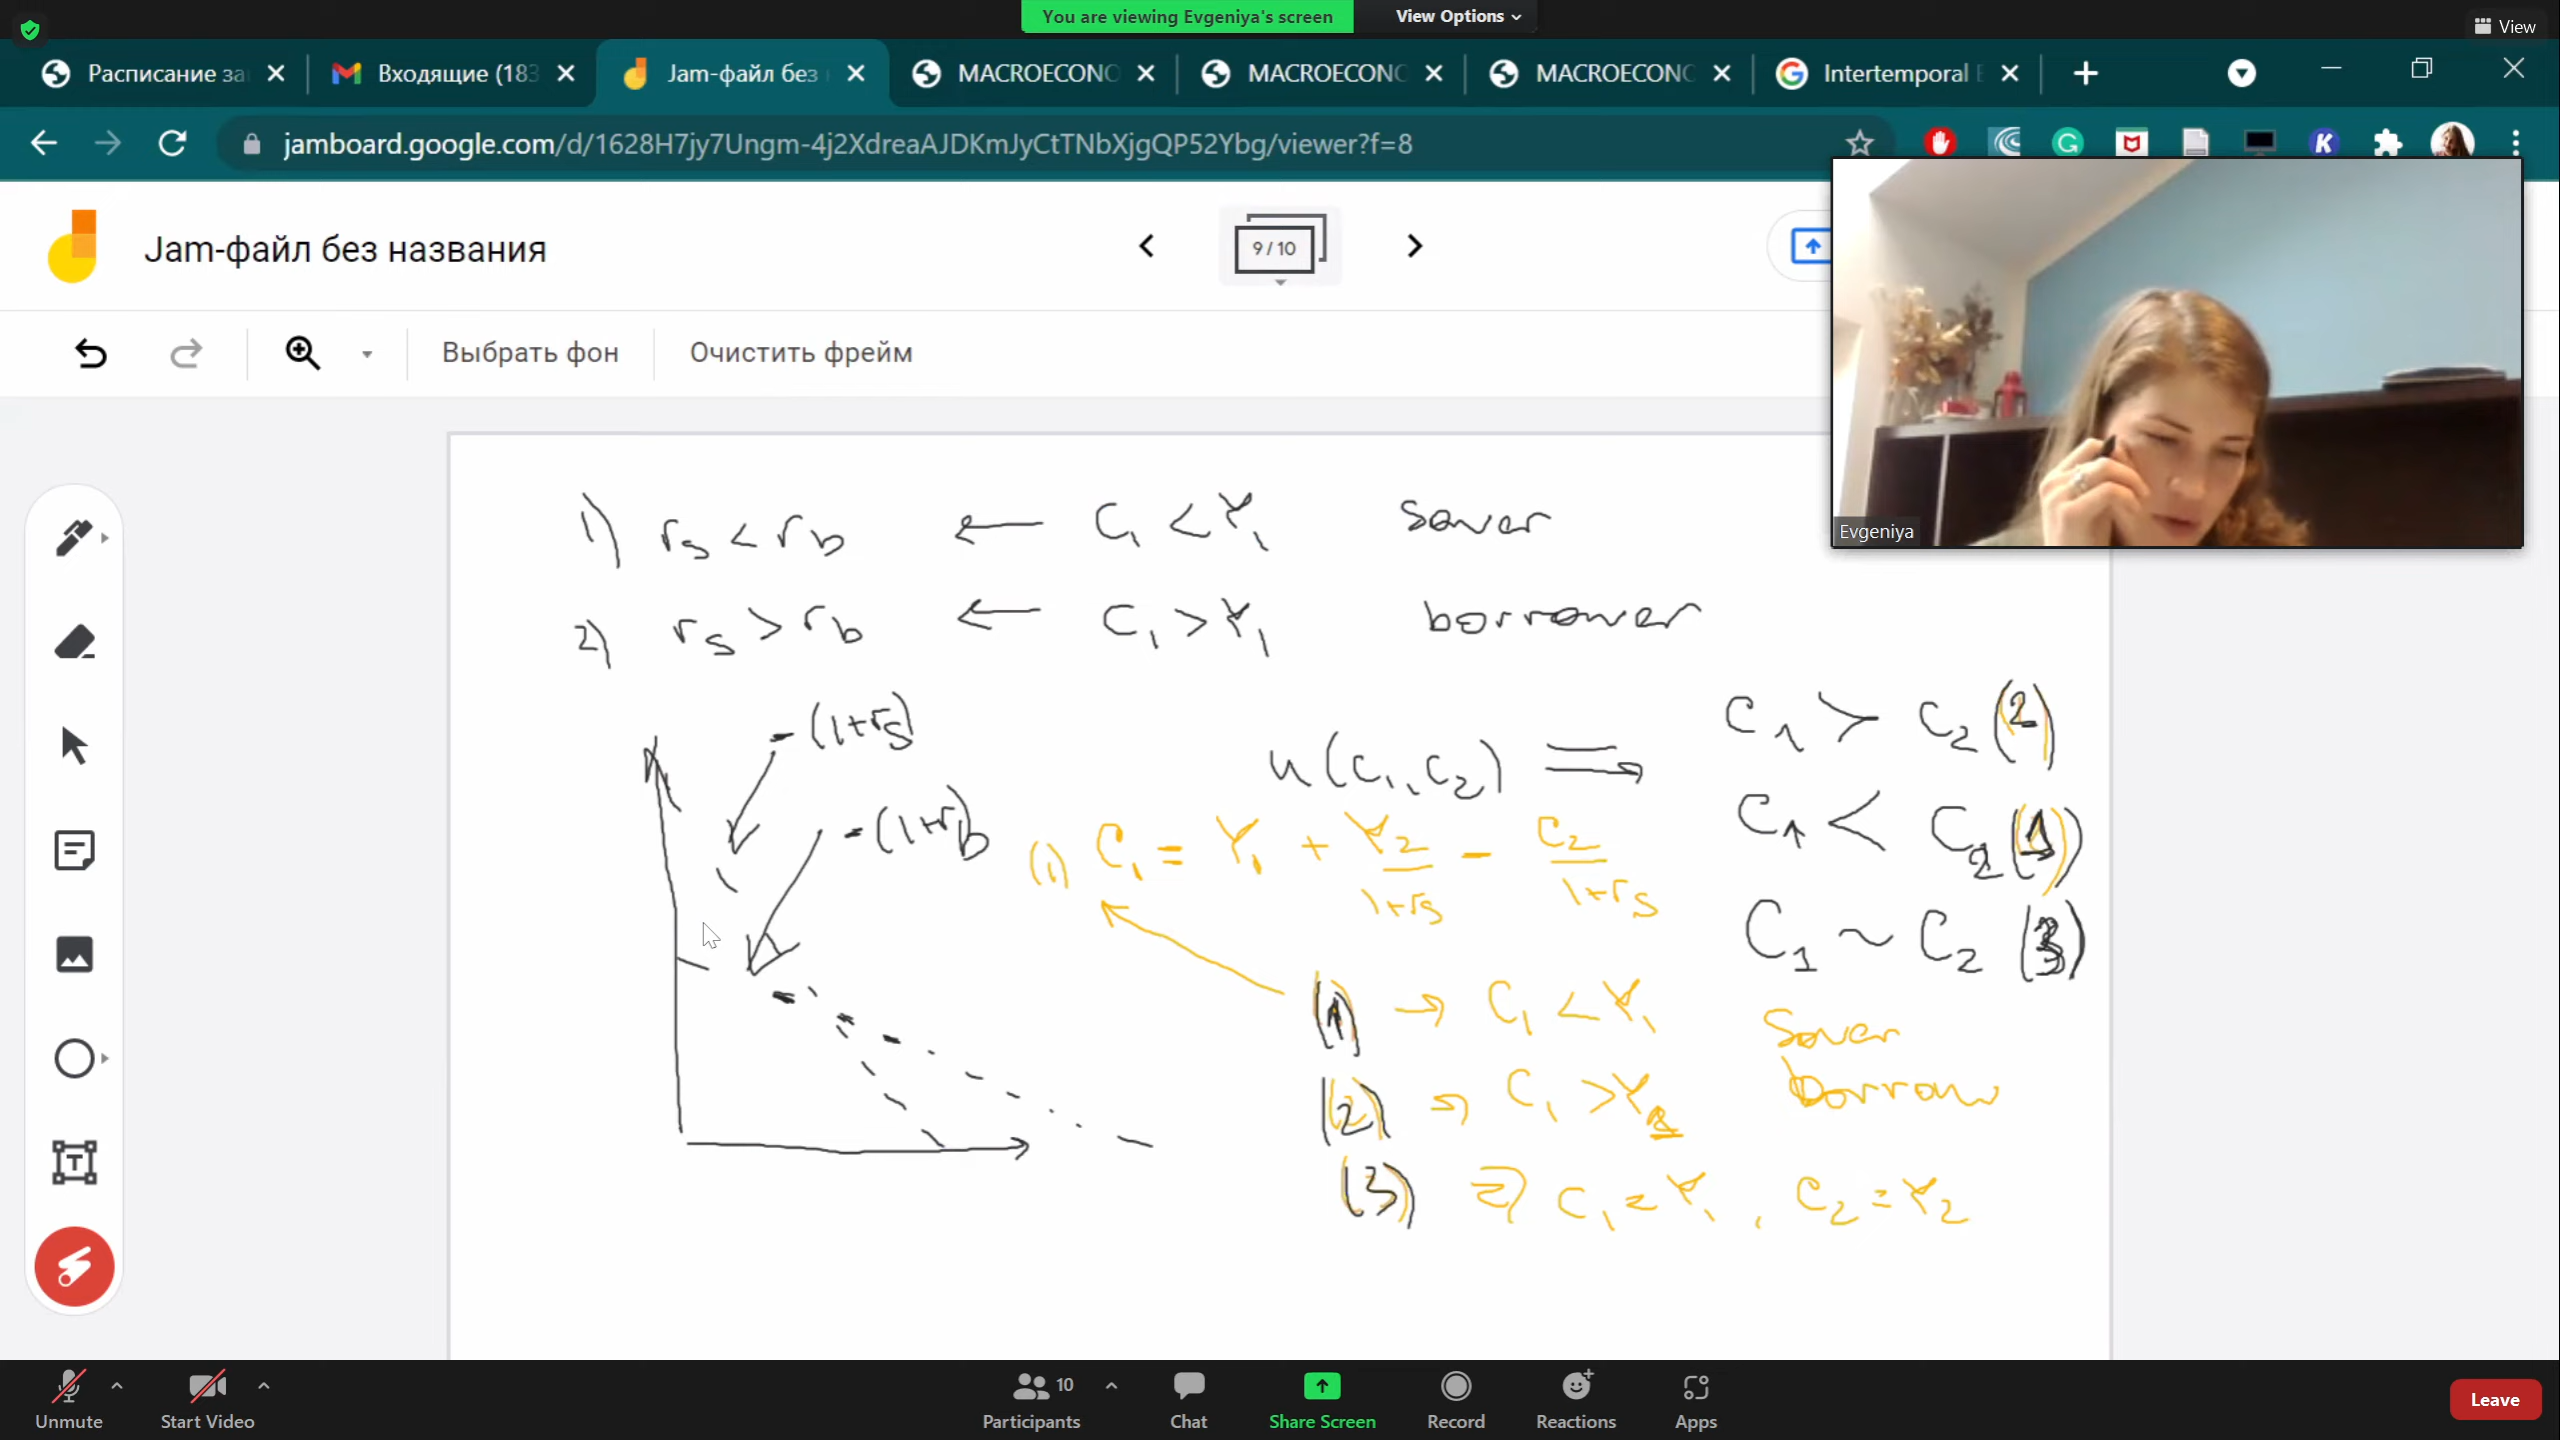 You are viewing Evgeniya's screen View Options
View
Расписание за Входящие (183 Jam-файл без MACROECONO MACROECONO MACROECONO Intertemporal
jamboard.google.com/d/1628H7jy7Ungm-4j2XdreaAJDKmJyCtTNbXjgQP52Ybg/viewer?f=8
Jam-файл без названия
9 / 10
Выбрать фон Очистить фрейм
Evgeniya
1) rs < rb ← C1 < Y1 saver
2) rs > rb ← C1 > Y1 borrower
-(1+rs)
-(1+r)b
u(c1, c2) ⇒
C1 > C2 (2)
C1 < C2 (1)
C1 ~ C2 (3)
(1) C1 = Y1 + Y2/1+rs - C2/1+rs
(1) → C1 < Y1 saver
(2) ⇒ C1 > Y1 borrow
(3) ⇒ C1 = Y1, C2 = Y2
Unmute Start Video 10 Participants Chat Share Screen Record Reactions Apps Leave